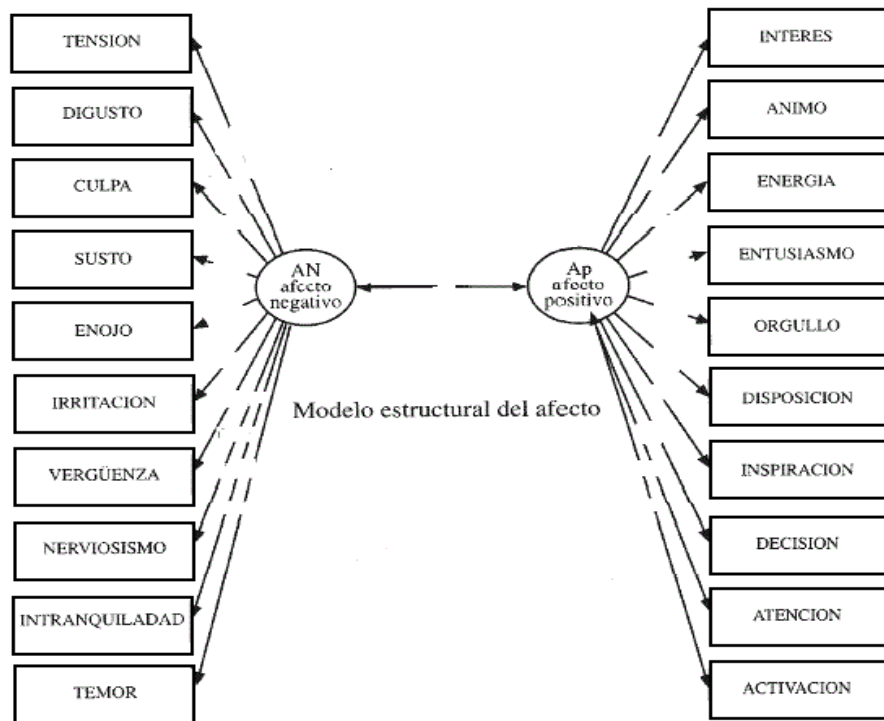 TENSION
DIGUSTO
CULPA
SUSTO
ENOJO
IRRITACION
VERGÜENZA
NERVIOSISMO
INTRANQUILADAD
TEMOR
AN
afecto
negativo
Ap
afecto
positivo
Modelo estructural del afecto
INTERES
ANIMO
ENERGIA
ENTUSIASMO
ORGULLO
DISPOSICION
INSPIRACION
DECISION
ATENCION
ACTIVACION